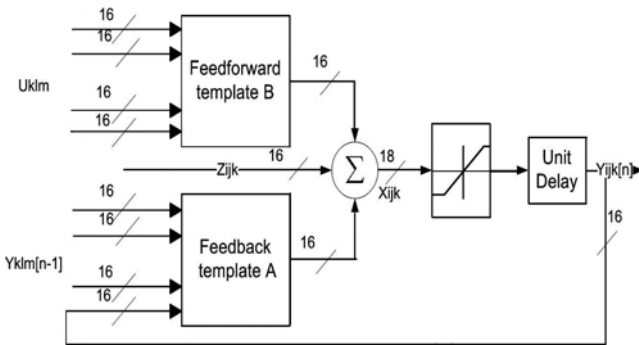 16
16
Uklm
16
16
Feedforward
template B
16
Zijk
16
Σ
18
Xijk
Unit
Delay
Yijk[n]
16
16
16
Yklm[n-1]
16
16
Feedback
template A
16